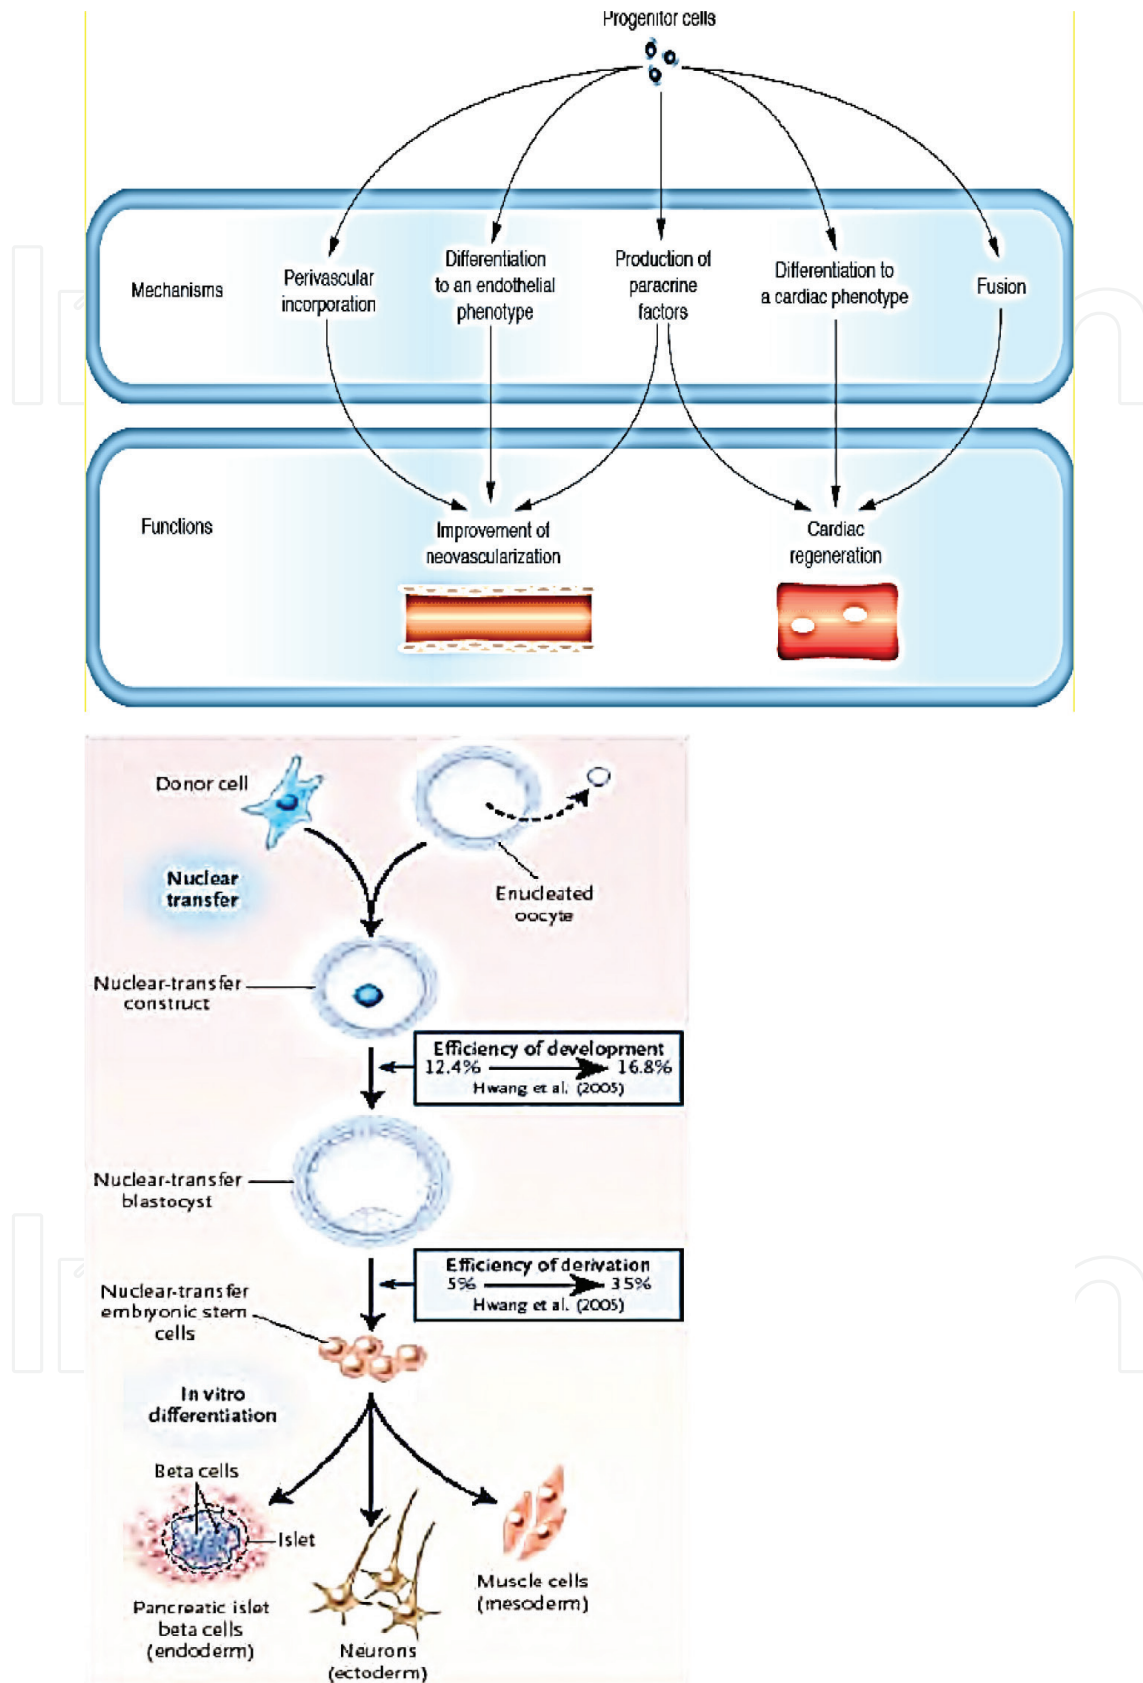 Progenitor cells
Mechanisms
Perivascular
incorporation
Differentiation
to an endothelial
phenotype
Production of
paracrine
factors
Differentiation to
a cardiac phenotype
Fusion
Functions
Improvement of
neovascularization
Cardiac
regeneration
Donor cell
Nuclear
transfer
Enucleated
oocyte
Nuclear-transfer
construct
Efficiency of development
12.4% 16.8%
Hwang et al. (2005)
Nuclear-transfer
blastocyst
Efficiency of derivation
5% 35%
Hwang et al. (2005)
Nuclear-transfer
embryonic stem
cells
In vitro
differentiation
Beta cells
Islet
Pancreatic islet
beta cells
(endoderm)
Neurons
(ectoderm)
Muscle cells
(mesoderm)